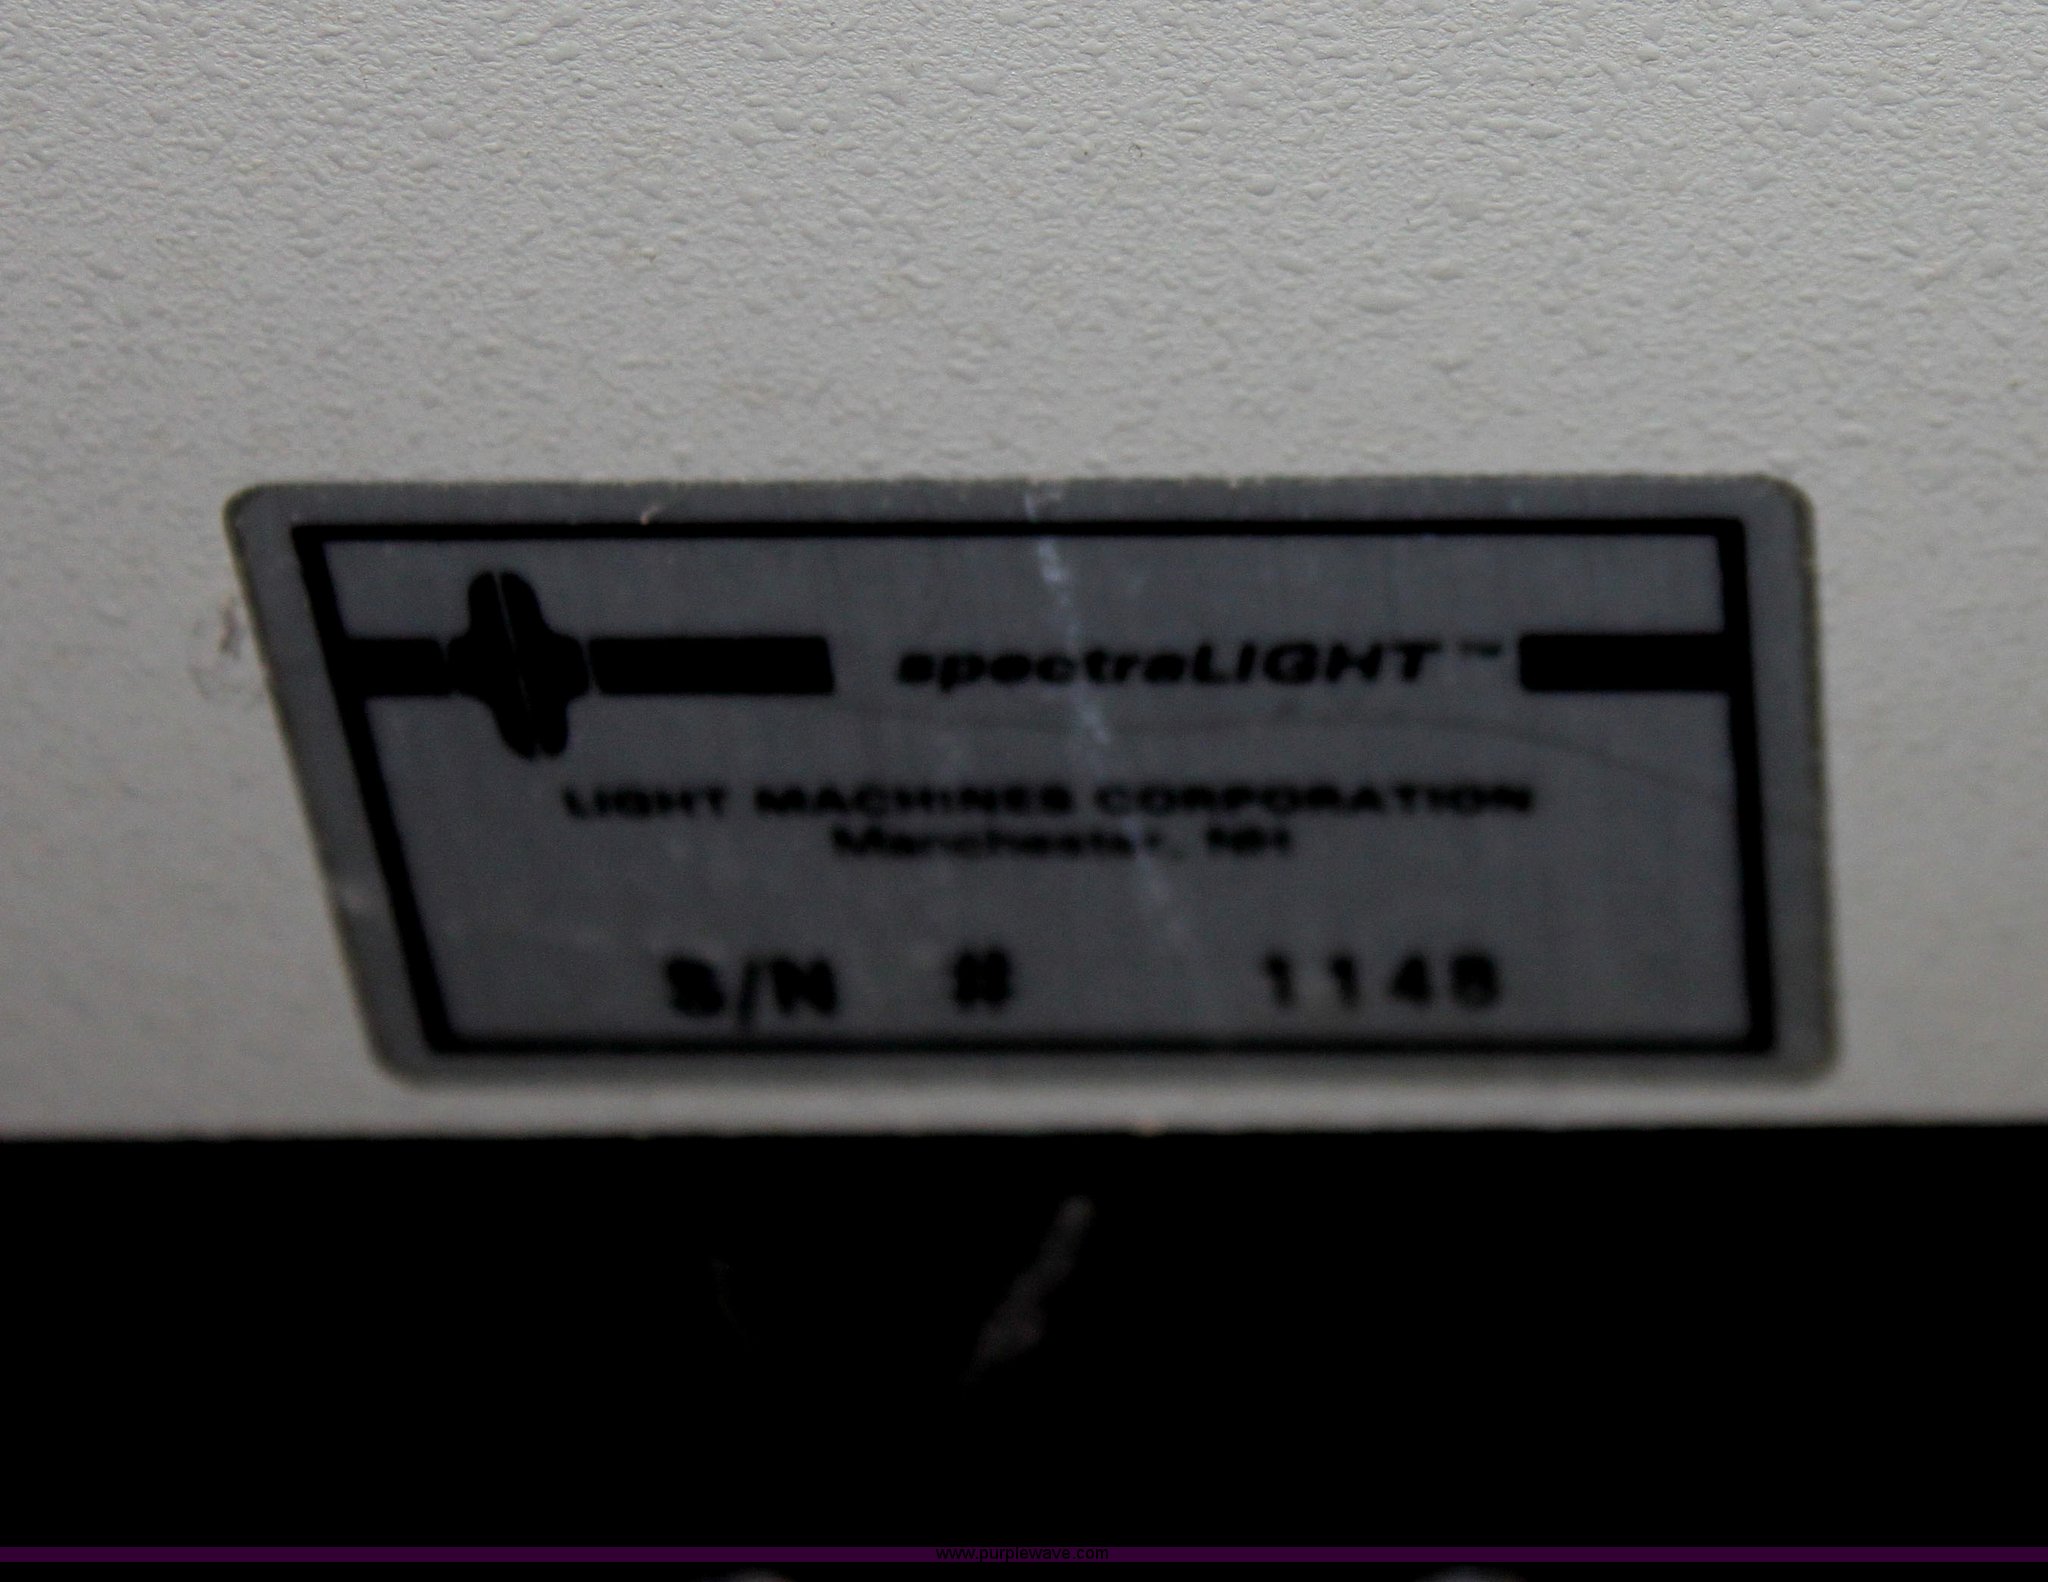 spectraLIGHT™
LIGHT MACHINES CORPORATION
Manchester, NH
S/N # 1148
www.purplewave.com